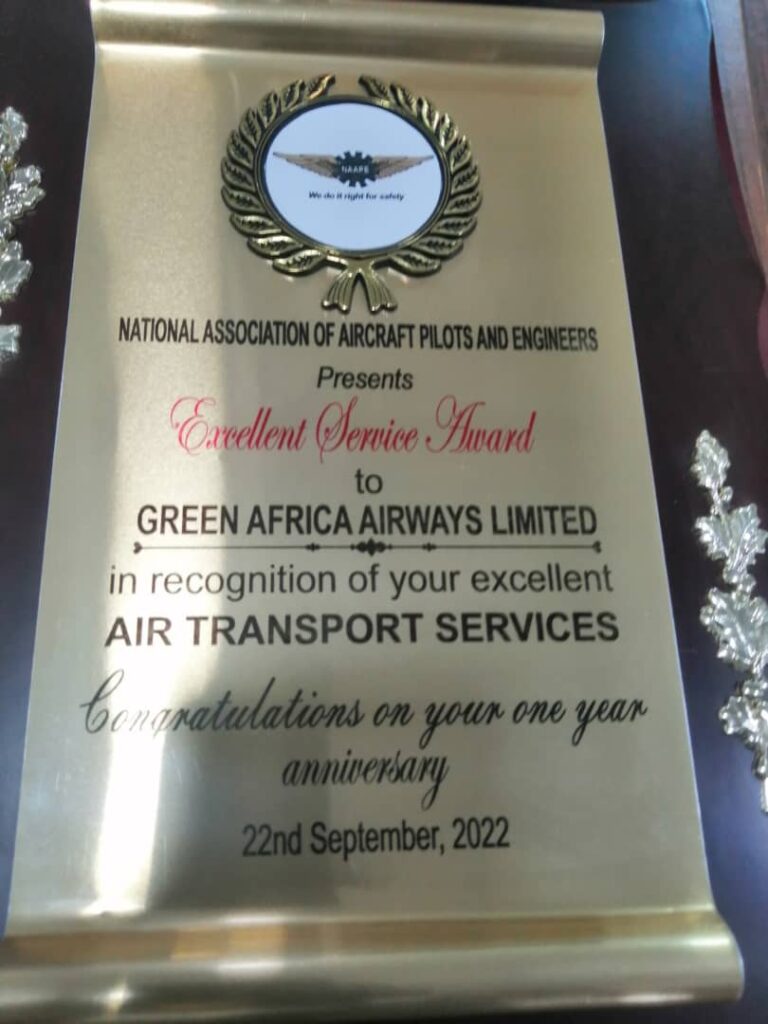 NAAPE
We do it right for safety
NATIONAL ASSOCIATION OF AIRCRAFT PILOTS AND ENGINEERS
Presents
Excellent Service Award
to
GREEN AFRICA AIRWAYS LIMITED
in recognition of your excellent
AIR TRANSPORT SERVICES
Congratulations on your one year
anniversary
22nd September, 2022